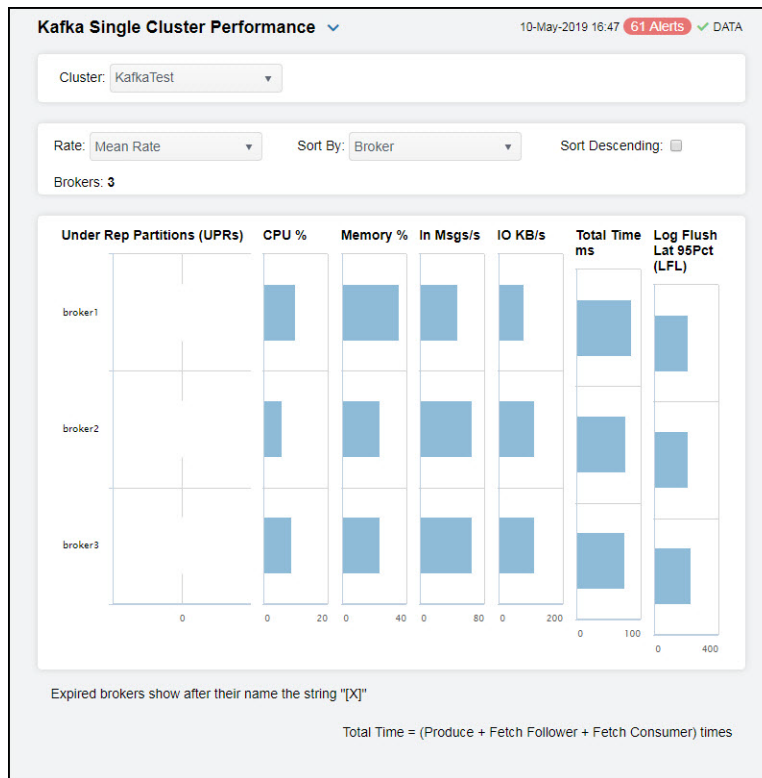 Kafka Single Cluster Performance
10-May-2019 16:47 61 Alerts DATA
Cluster: KafkaTest
Rate: Mean Rate Sort By: Broker Sort Descending:
Brokers: 3
Under Rep Partitions (UPRs) CPU % Memory % In Msgs/s IO KB/s Total Time
ms
Log Flush
Lat 95Pct
(LFL)
broker1
broker2
broker3
0 0 20 0 40 0 80 0 200
0 100
0 400
Expired brokers show after their name the string "[X]"
Total Time = (Produce + Fetch Follower + Fetch Consumer) times